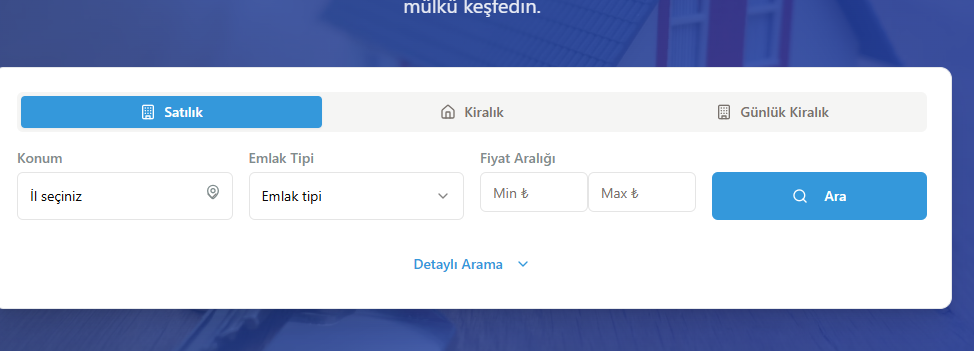 mülkü keşfedin.
Satılık Kiralık Günlük Kiralık
Konum Emlak Tipi Fiyat Aralığı
İl seçiniz Emlak tipi Min ₺ Max ₺ Ara
Detaylı Arama